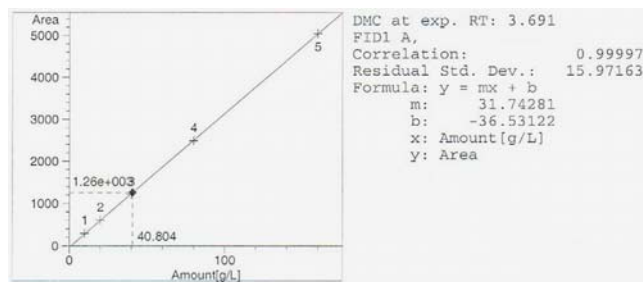 Area
5000
4000
3000
2000
1000
0
5
4
1.26e+003
3
1
2
40.804
0
100
Amount[g/L]
DMC at exp. RT: 3.691
FID1 A,
Correlation: 0.99997
Residual Std. Dev.: 15.97163
Formula: y = mx + b
m: 31.74281
b: -36.53122
x: Amount[g/L]
y: Area